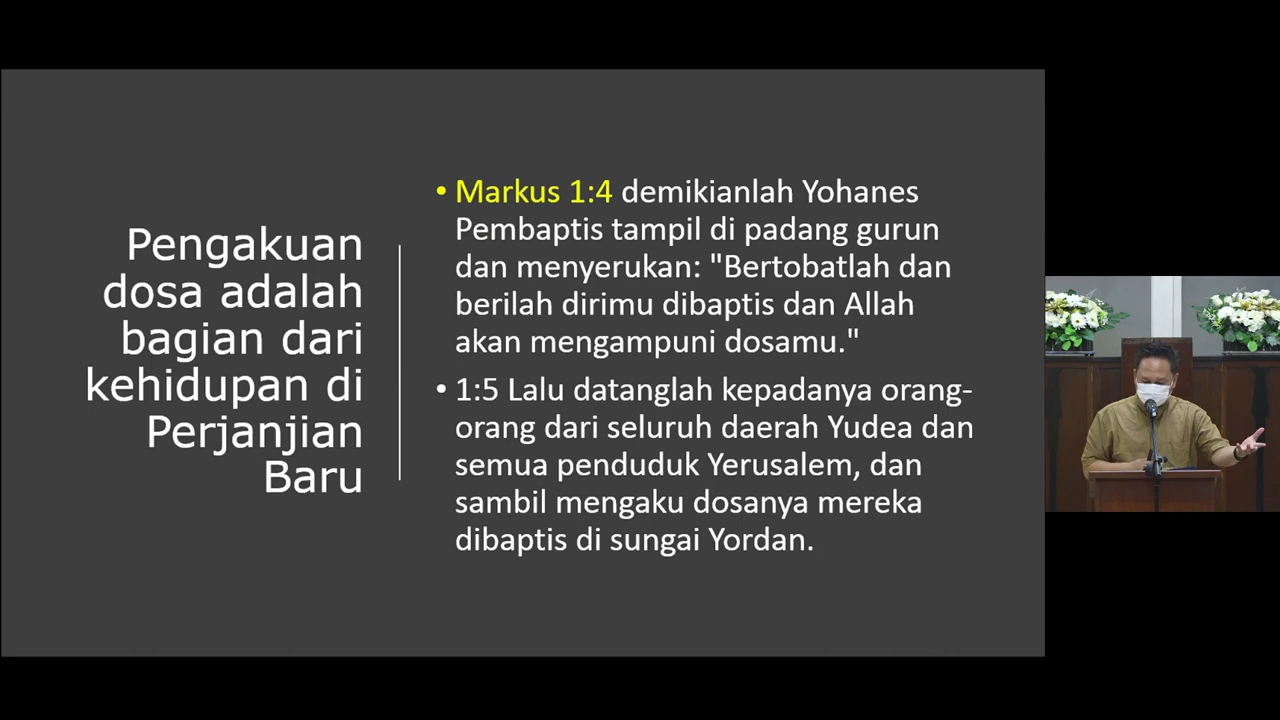 Pengakuan
dosa adalah
bagian dari
kehidupan di
Perjanjian
Baru
• Markus 1:4 demikianlah Yohanes
Pembaptis tampil di padang gurun
dan menyerukan: "Bertobatlah dan
berilah dirimu dibaptis dan Allah
akan mengampuni dosamu."
• 1:5 Lalu datanglah kepadanya orang-
orang dari seluruh daerah Yudea dan
semua penduduk Yerusalem, dan
sambil mengaku dosanya mereka
dibaptis di sungai Yordan.